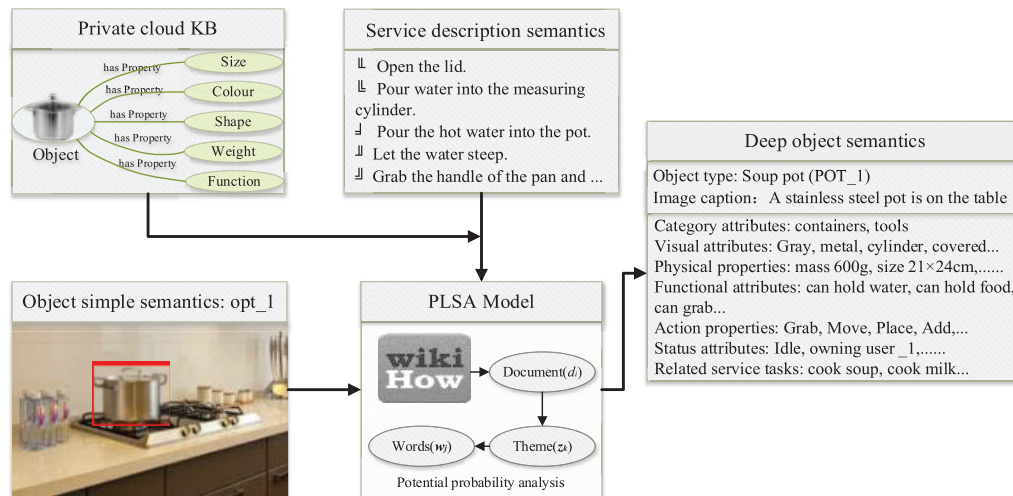 Private cloud KB
has Property
Size
has Property
Colour
has Property
Shape
has Property
Weight
has Property
Function
Object
Service description semantics
╚ Open the lid.
╚ Pour water into the measuring
cylinder.
╛ Pour the hot water into the pot.
╝ Let the water steep.
╝ Grab the handle of the pan and ...
Object simple semantics: opt_1
PLSA Model
wiki
How
Document(di)
Theme(zk)
Words(wj)
Potential probability analysis
Deep object semantics
Object type: Soup pot (POT_1)
Image caption：A stainless steel pot is on the table
Category attributes: containers, tools
Visual attributes: Gray, metal, cylinder, covered...
Physical properties: mass 600g, size 21×24cm,......
Functional attributes: can hold water, can hold food,
can grab...
Action properties: Grab, Move, Place, Add,...
Status attributes: Idle, owning user _1,......
Related service tasks: cook soup, cook milk...